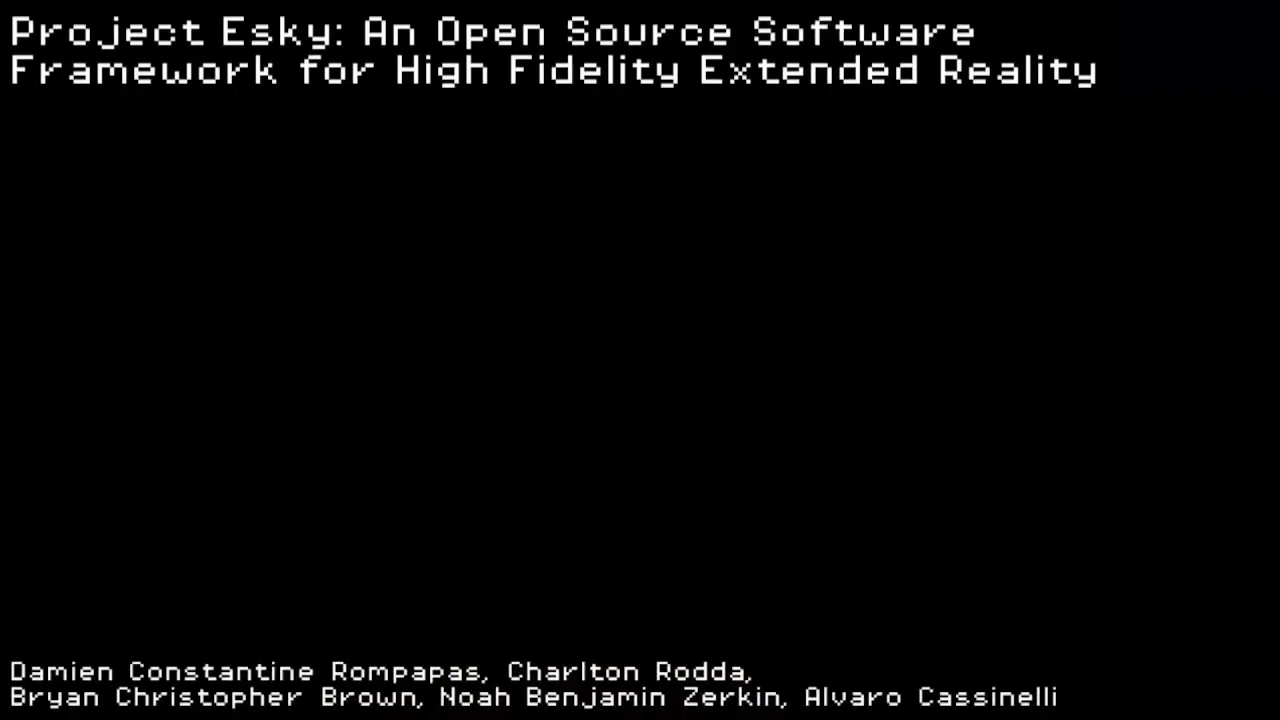 Project Esky: An Open Source Software
Framework for High Fidelity Extended Reality
Damien Constantine Rompapas, Charlton Rodda,
Bryan Christopher Brown, Noah Benjamin Zerkin, Alvaro Cassinelli